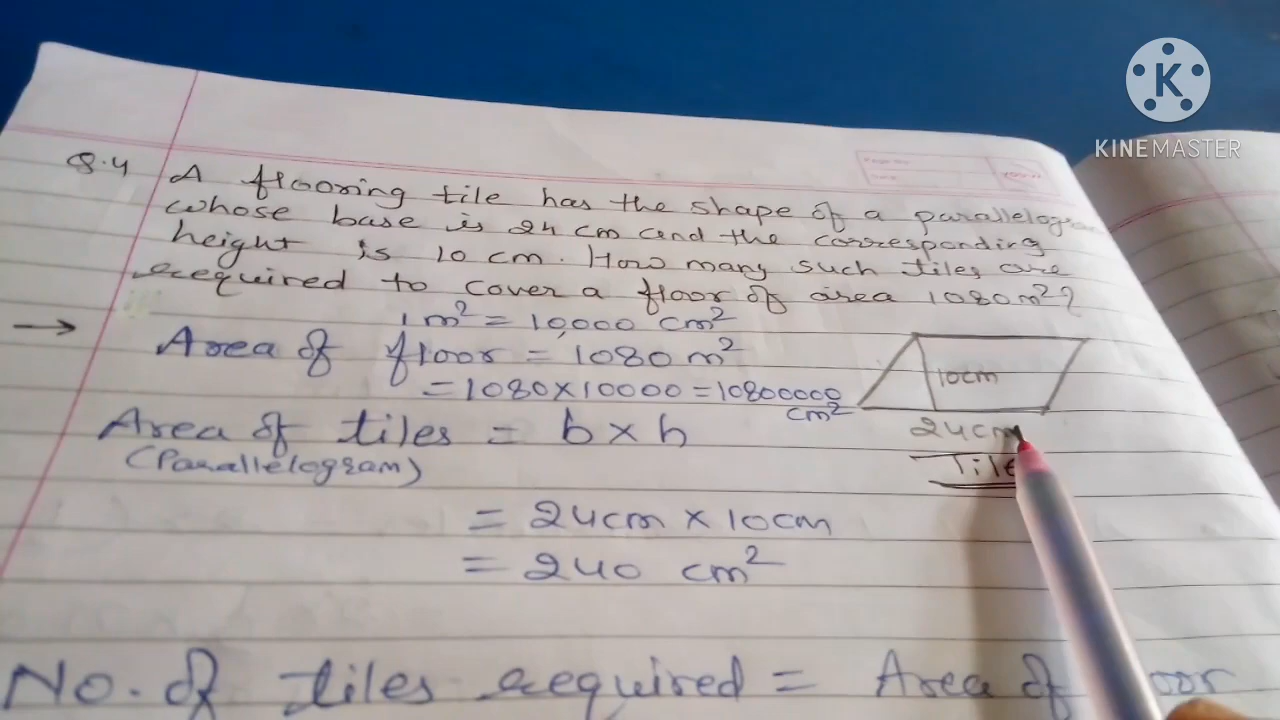 K
KINEMASTER
Q.4 A flooring tile has the shape of a parallelogram
whose base is 24 cm and the corresponding
height is 10 cm. How many such tiles are
required to cover a floor of area 1080 m²?
→ 1 m² = 10,000 cm²
Area of floor = 1080 m²
= 1080 × 10000 = 10800000 cm²
10cm
24cm
Tile
Area of tiles = b × h
(Parallelogram)
= 24cm × 10cm
= 240 cm²
No. of tiles required = Area of